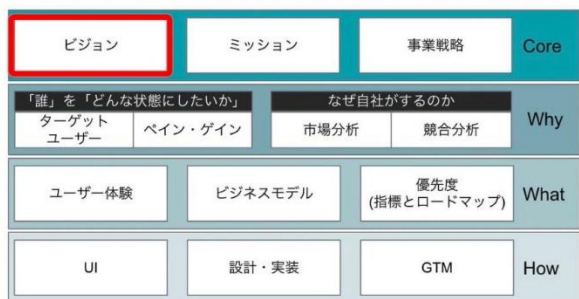 ビジョン
ミッション
事業戦略
Core
「誰」を「どんな状態にしたいか」
なぜ自社がするのか
ターゲット
ユーザー
ペイン・ゲイン
市場分析
競合分析
Why
ユーザー体験
ビジネスモデル
優先度
(指標とロードマップ)
What
UI
設計・実装
GTM
How